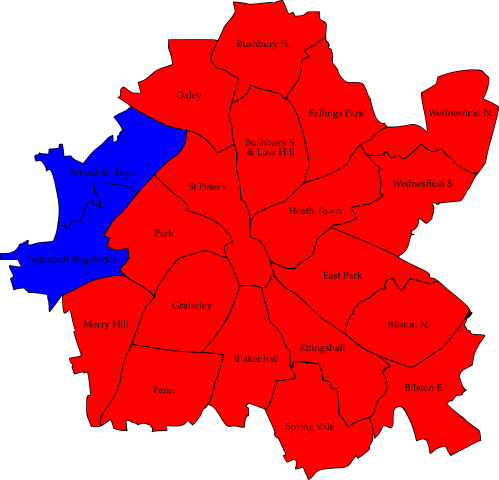 Bushbury N.
Oxley
Fallings Park
Wednesfield N.
Bushbury S.
& Low Hill
Tettenhall Regis
St Peter's
Wednesfield S.
Heath Town
Park
Tettenhall Wightwick
East Park
Graiseley
Merry Hill
Bilston N.
Ettingshall
Blakenhall
Penn
Bilston E.
Spring Vale